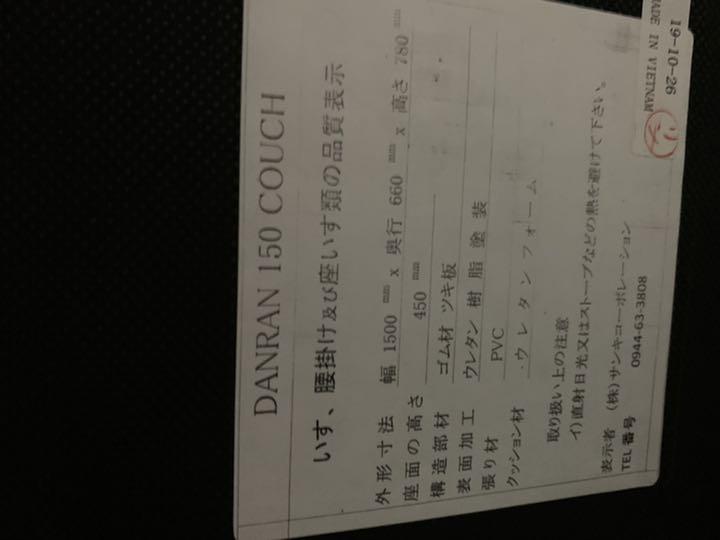 DANRAN 150 COUCH
いす、腰掛け及び座いす類の品質表示
外形寸法 幅 1500 mm x 奥行 660 mm x 高さ 780 mm
座面の高さ 450 mm
構造部材 ゴム材 ツキ板
表面加工 ウレタン樹脂塗装
張り材 PVC
クッション材 ウレタンフォーム
取り扱い上の注意
イ)直射日光又はストーブなどの熱を避けて下さい。
表示者 (株)サンキコーポレーション
TEL番号 0944-63-3808
19-10-26
MADE IN VIETNAM